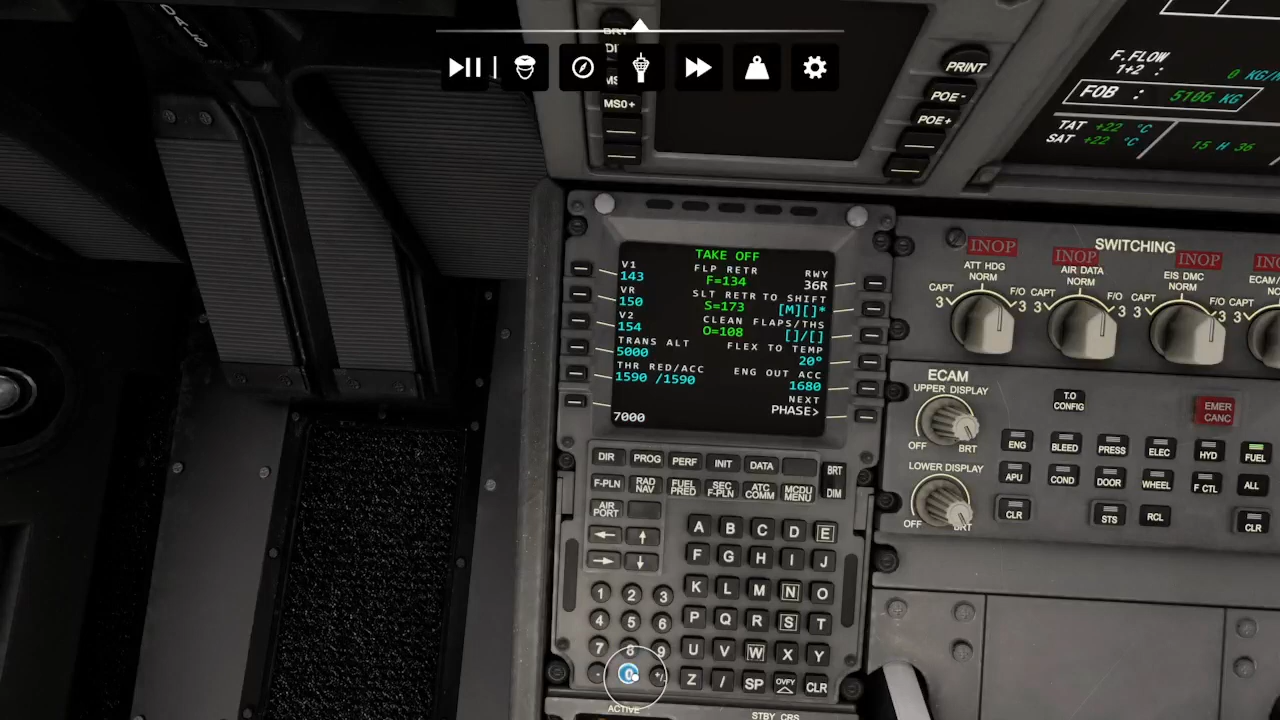 DIALS
BRT
MS0+
PRINT
POE-
POE+
F.FLOW
1+2 : 0 KG/
FOB : 5106 KG
TAT +22 °C
SAT +22 °C 15 H 36
TAKE OFF
V1 FLP RETR RWY
143 F=134 36R
VR SLT RETR TO SHIFT
150 S=173 [M][]*
V2 CLEAN FLAPS/THS
154 O=108 []/[]
TRANS ALT FLEX TO TEMP
5000 20°
THR RED/ACC ENG OUT ACC
1590 /1590 1680
NEXT
7000 PHASE>
DIR PROG PERF INIT DATA
BRT
DIM
F-PLN RAD NAV FUEL PRED SEC F-PLN ATC COMM MCDU MENU
AIR PORT
A B C D E
F G H I J
K L M N O
P Q R S T
U V W X Y
Z / SP OVFY CLR
1 2 3
4 5 6
7 8 9
0 +/-
ACTIVE
STBY CRS
INOP INOP INOP INOP
SWITCHING
ATT HDG NORM AIR DATA NORM EIS DMC NORM ECAM/
CAPT 3 F/O 3 CAPT 3 F/O 3 CAPT 3 F/O 3
ECAM
UPPER DISPLAY
OFF BRT
LOWER DISPLAY
OFF BRT
T.O CONFIG
EMER CANC
ENG BLEED PRESS ELEC HYD FUEL
APU COND DOOR WHEEL F CTL ALL
CLR STS RCL CLR